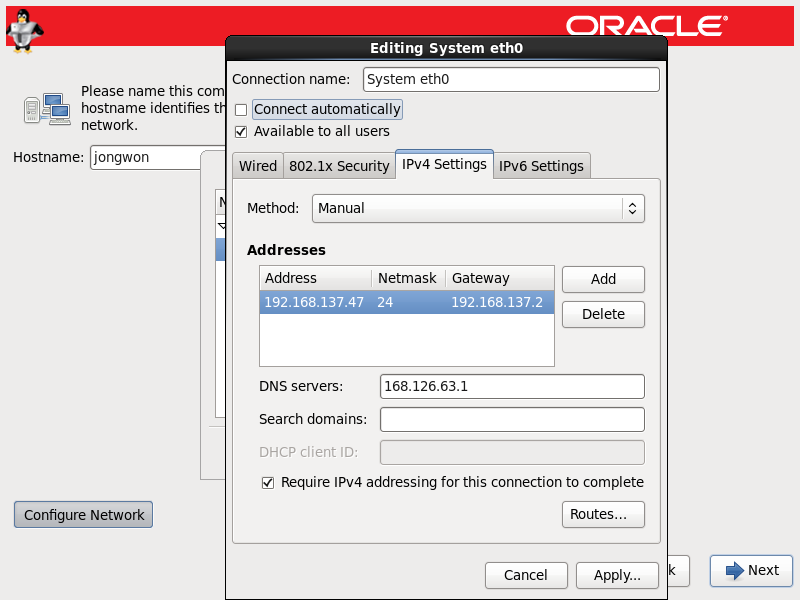 ORACLE®
Editing System eth0
Connection name: System eth0
Connect automatically
Available to all users
Please name this com
hostname identifies th
network.
Hostname: jongwon
Wired 802.1x Security IPv4 Settings IPv6 Settings
Method: Manual
Addresses
Address Netmask Gateway
192.168.137.47 24 192.168.137.2
Add
Delete
DNS servers: 168.126.63.1
Search domains:
DHCP client ID:
Require IPv4 addressing for this connection to complete
Routes...
Configure Network
Cancel Apply...
k Next